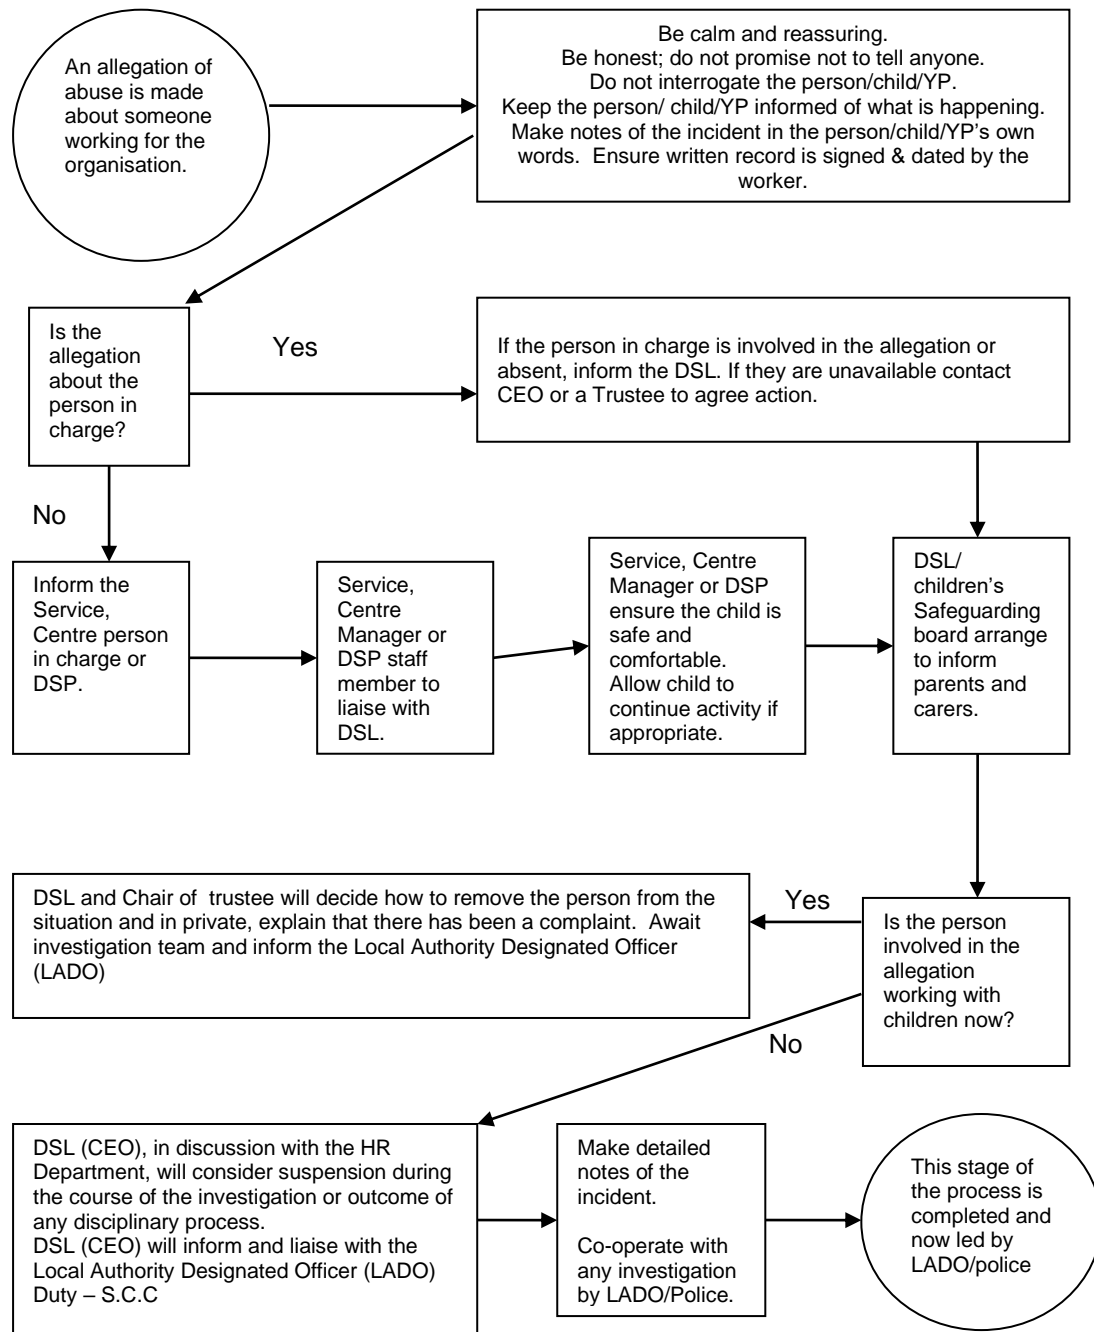 An allegation of
abuse is made
about someone
working for the
organisation.
Be calm and reassuring.
Be honest; do not promise not to tell anyone.
Do not interrogate the person/child/YP.
Keep the person/ child/YP informed of what is happening.
Make notes of the incident in the person/child/YP’s own
words.  Ensure written record is signed & dated by the
worker.
Is the
allegation
about the
person in
charge?
Yes
If the person in charge is involved in the allegation or
absent, inform the DSL. If they are unavailable contact
CEO or a Trustee to agree action.
No
Inform the
Service,
Centre person
in charge or
DSP.
Service,
Centre
Manager or
DSP staff
member to
liaise with
DSL.
Service, Centre
Manager or DSP
ensure the child is
safe and
comfortable.
Allow child to
continue activity if
appropriate.
DSL/
children’s
Safeguarding
board arrange
to inform
parents and
carers.
DSL and Chair of  trustee will decide how to remove the person from the
situation and in private, explain that there has been a complaint.  Await
investigation team and inform the Local Authority Designated Officer
(LADO)
Yes
Is the person
involved in the
allegation
working with
children now?
No
DSL (CEO), in discussion with the HR
Department, will consider suspension during
the course of the investigation or outcome of
any disciplinary process.
DSL (CEO) will inform and liaise with the
Local Authority Designated Officer (LADO)
Duty – S.C.C
Make detailed
notes of the
incident.
Co-operate with
any investigation
by LADO/Police.
This stage of
the process is
completed and
now led by
LADO/police